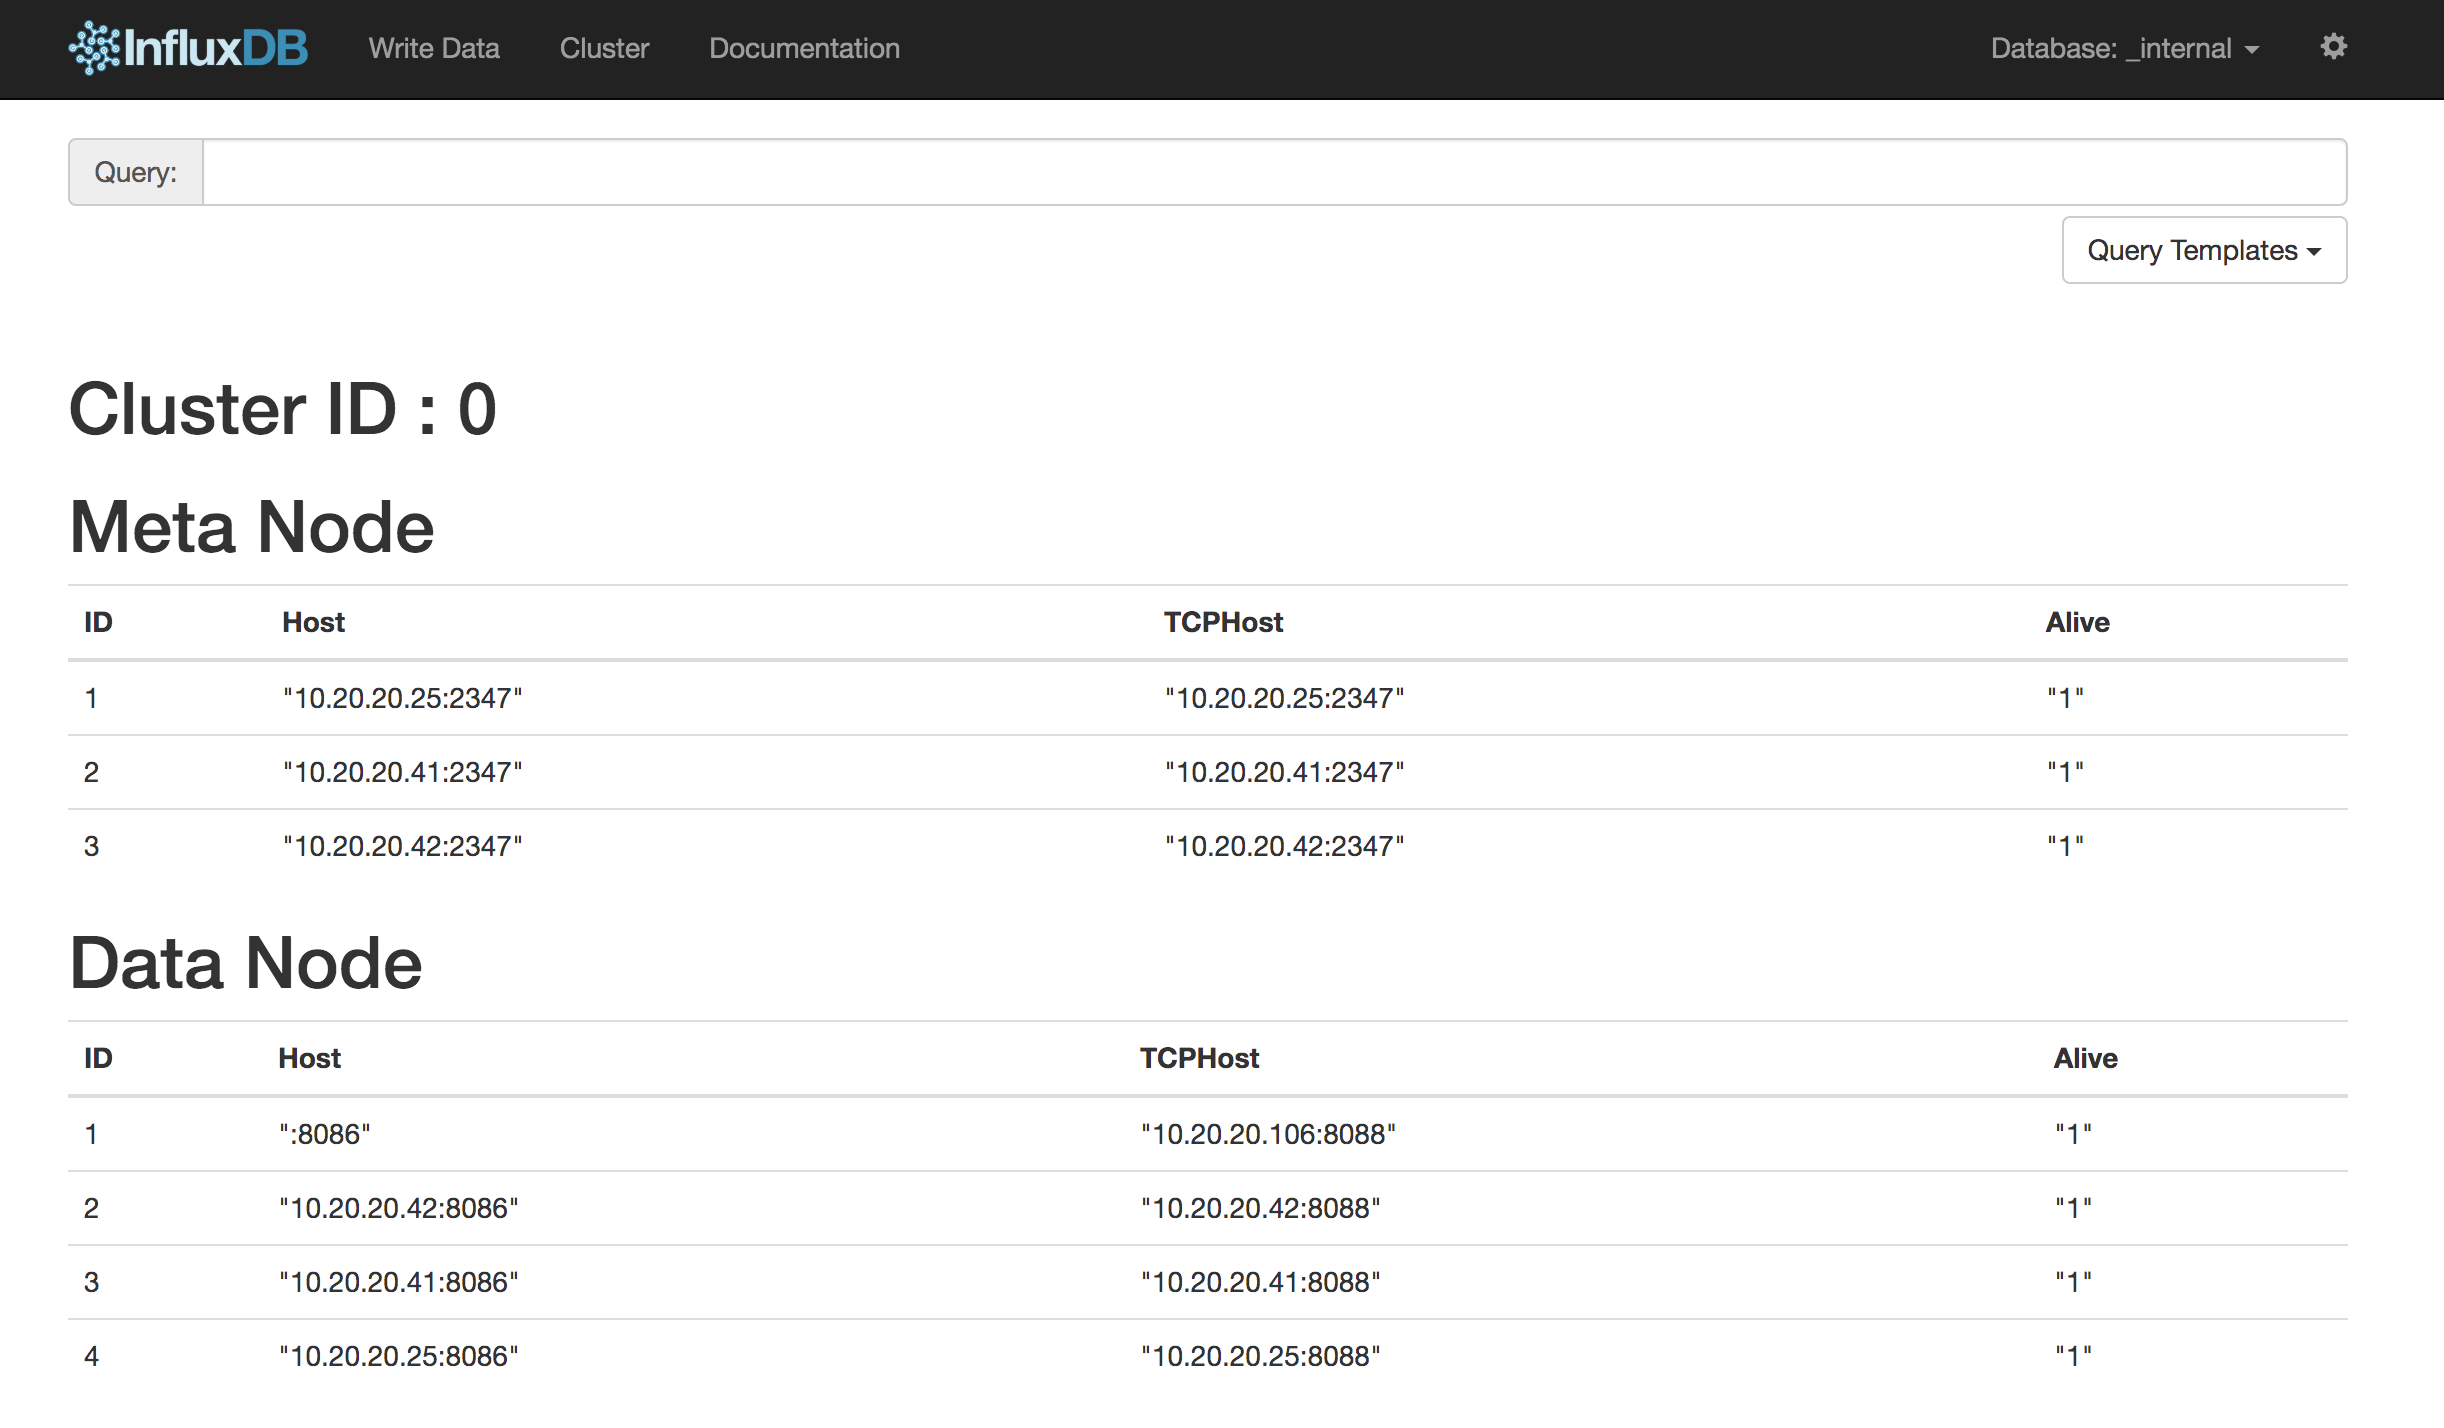 InfluxDB Write Data Cluster Documentation Database: _internal
Query:
Query Templates
Cluster ID : 0
Meta Node
ID Host TCPHost Alive
1 "10.20.20.25:2347" "10.20.20.25:2347" "1"
2 "10.20.20.41:2347" "10.20.20.41:2347" "1"
3 "10.20.20.42:2347" "10.20.20.42:2347" "1"
Data Node
ID Host TCPHost Alive
1 ":8086" "10.20.20.106:8088" "1"
2 "10.20.20.42:8086" "10.20.20.42:8088" "1"
3 "10.20.20.41:8086" "10.20.20.41:8088" "1"
4 "10.20.20.25:8086" "10.20.20.25:8088" "1"